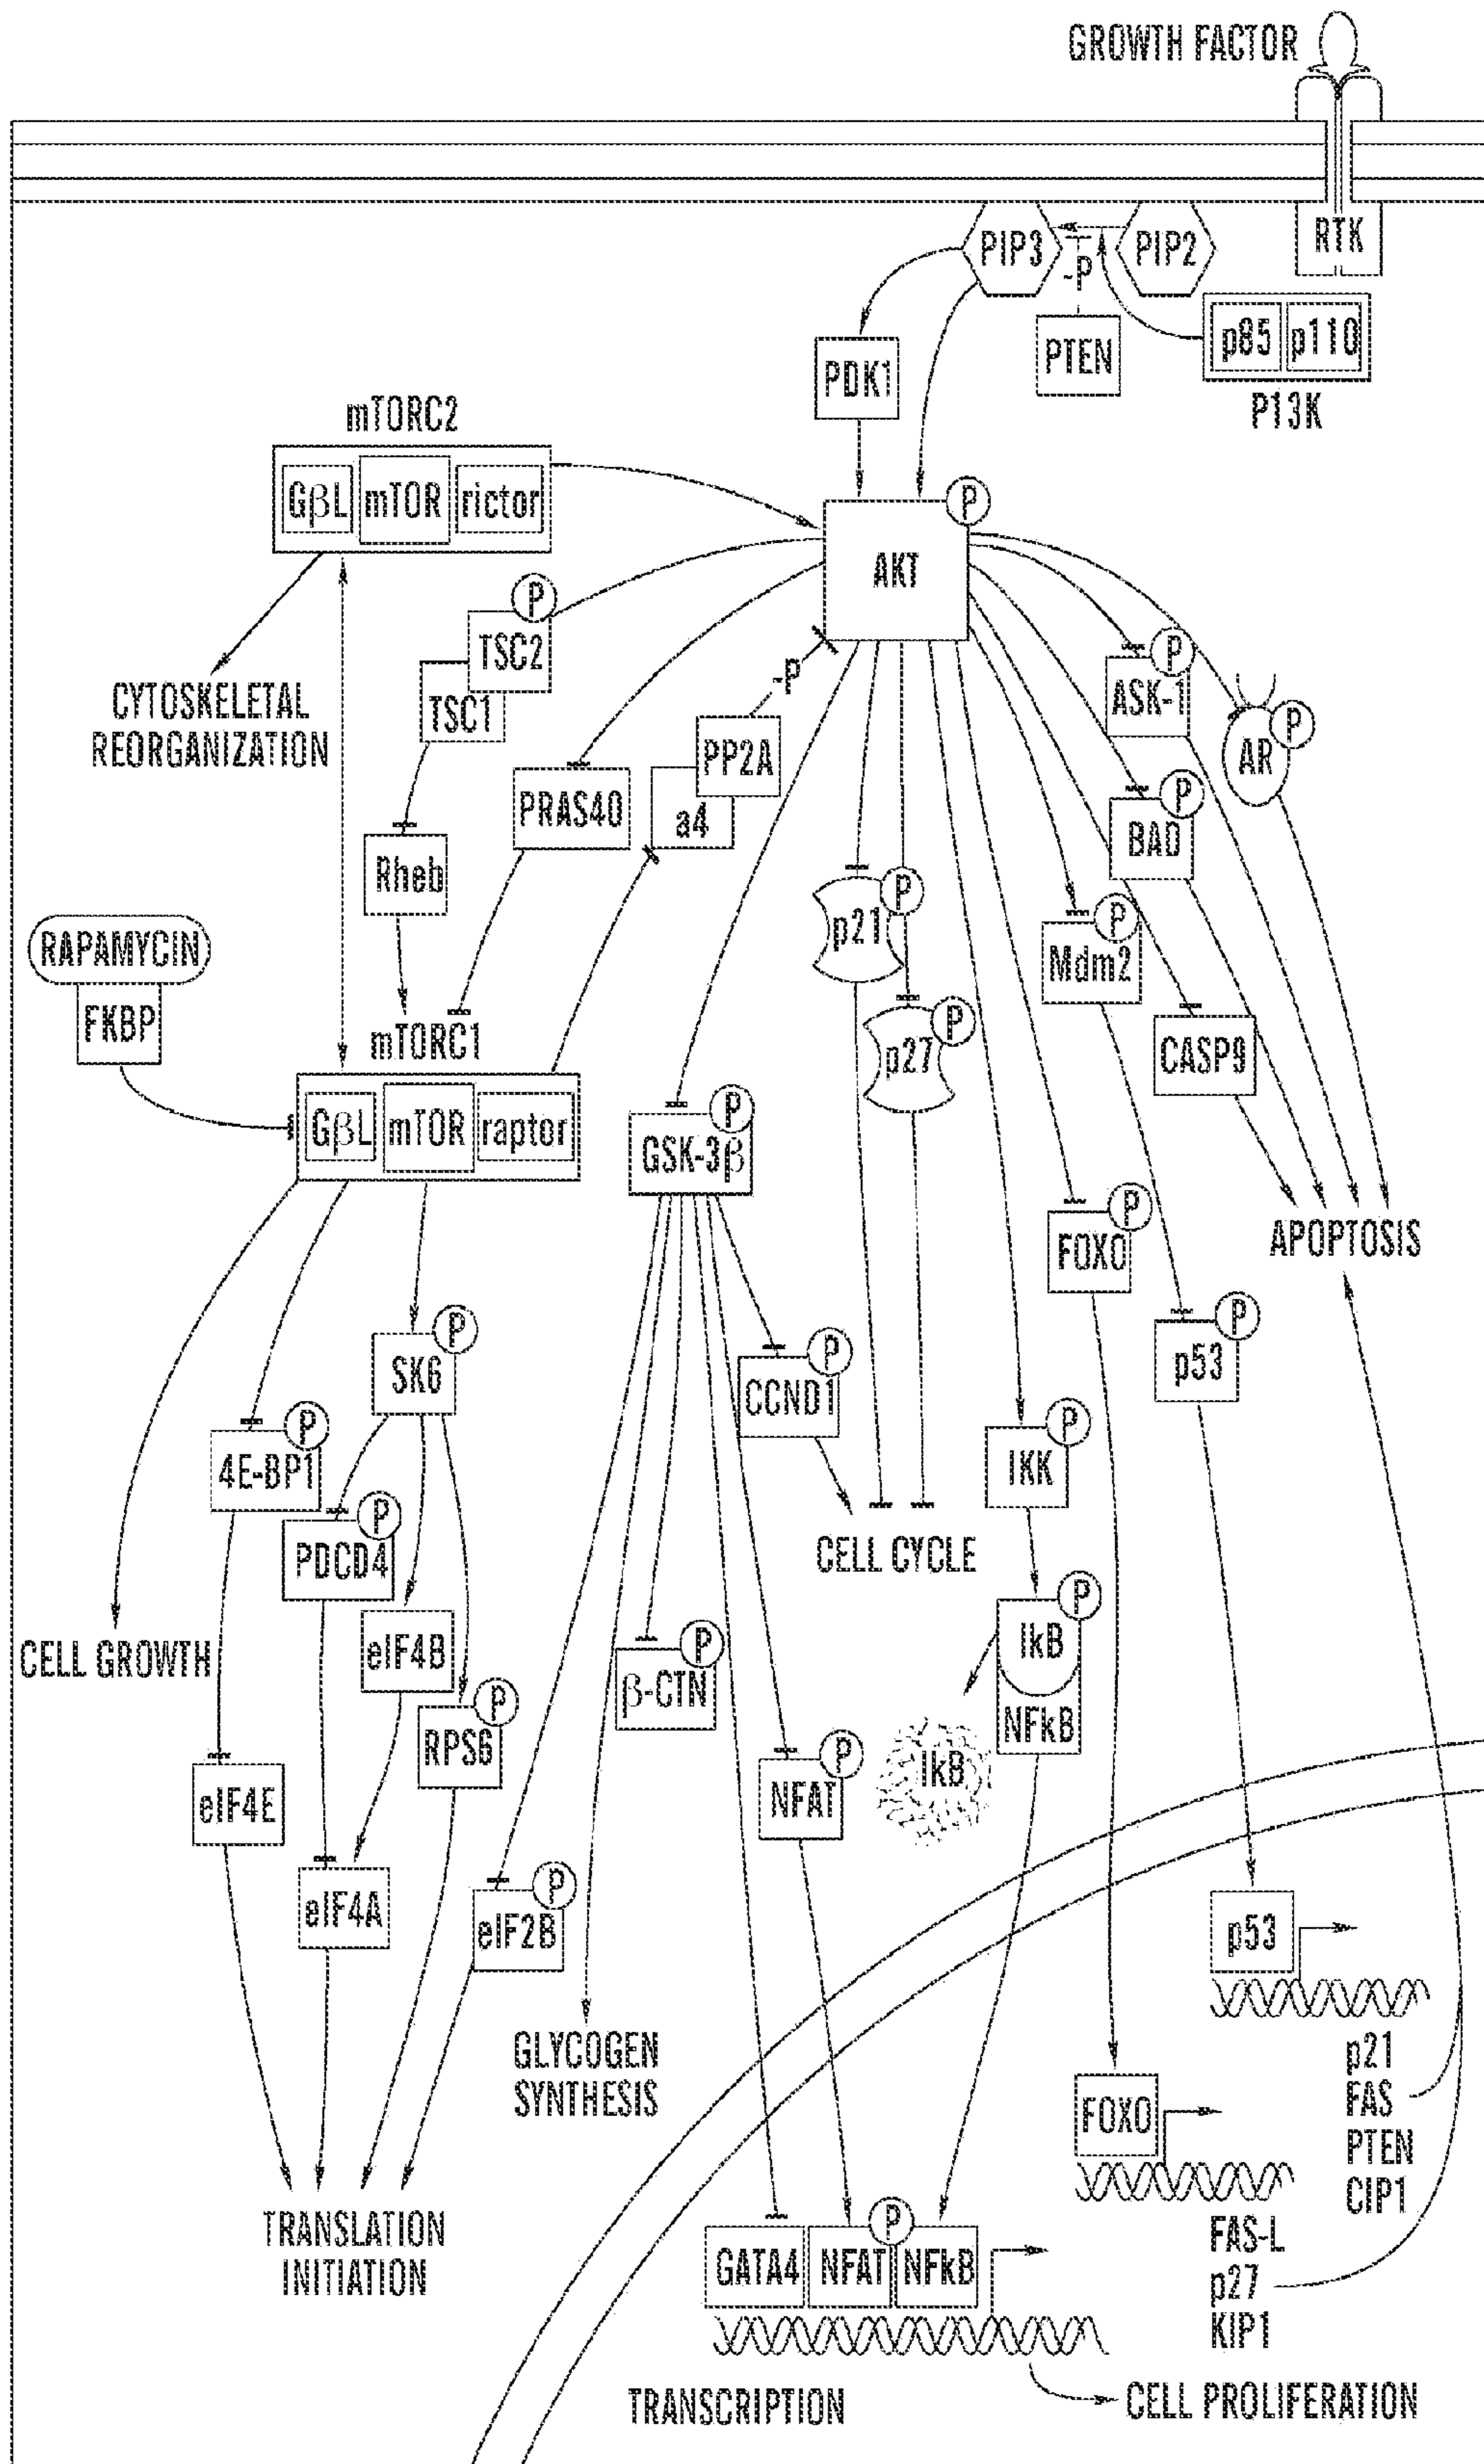 GROWTH FACTOR
RTK
PIP3
PIP2
-P
PTEN
p85
p110
P13K
PDK1
mTORC2
GβL
mTOR
rictor
P
AKT
CYTOSKELETAL
REORGANIZATION
P
TSC2
TSC1
-P
PP2A
a4
PRAS40
P
ASK-1
P
AR
P
BAD
Rheb
P
p21
P
Mdm2
RAPAMYCIN
FKBP
mTORC1
GβL
mTOR
raptor
P
p27
CASP9
P
GSK-3β
APOPTOSIS
P
FOXO
P
p53
P
SK6
P
CCND1
P
4E-BP1
P
IKK
P
PDCD4
CELL CYCLE
CELL GROWTH
eIF4B
P
β-CTN
P
IkB
NFkB
IkB
P
RPS6
P
NFAT
eIF4E
eIF4A
P
eIF2B
p53
GLYCOGEN
SYNTHESIS
p21
FAS
PTEN
CIP1
FOXO
FAS-L
p27
KIP1
TRANSLATION
INITIATION
P
GATA4
NFAT
NFkB
TRANSCRIPTION
CELL PROLIFERATION